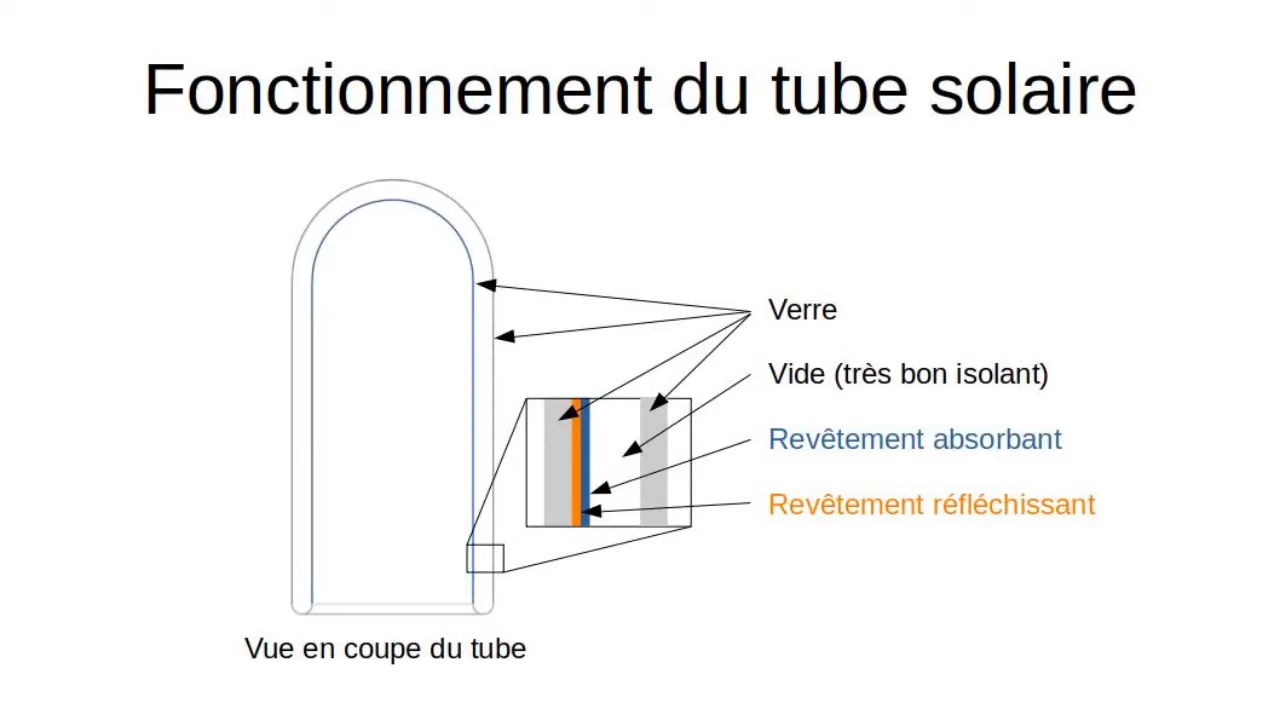 Fonctionnement du tube solaire
Verre
Vide (très bon isolant)
Revêtement absorbant
Revêtement réfléchissant
Vue en coupe du tube